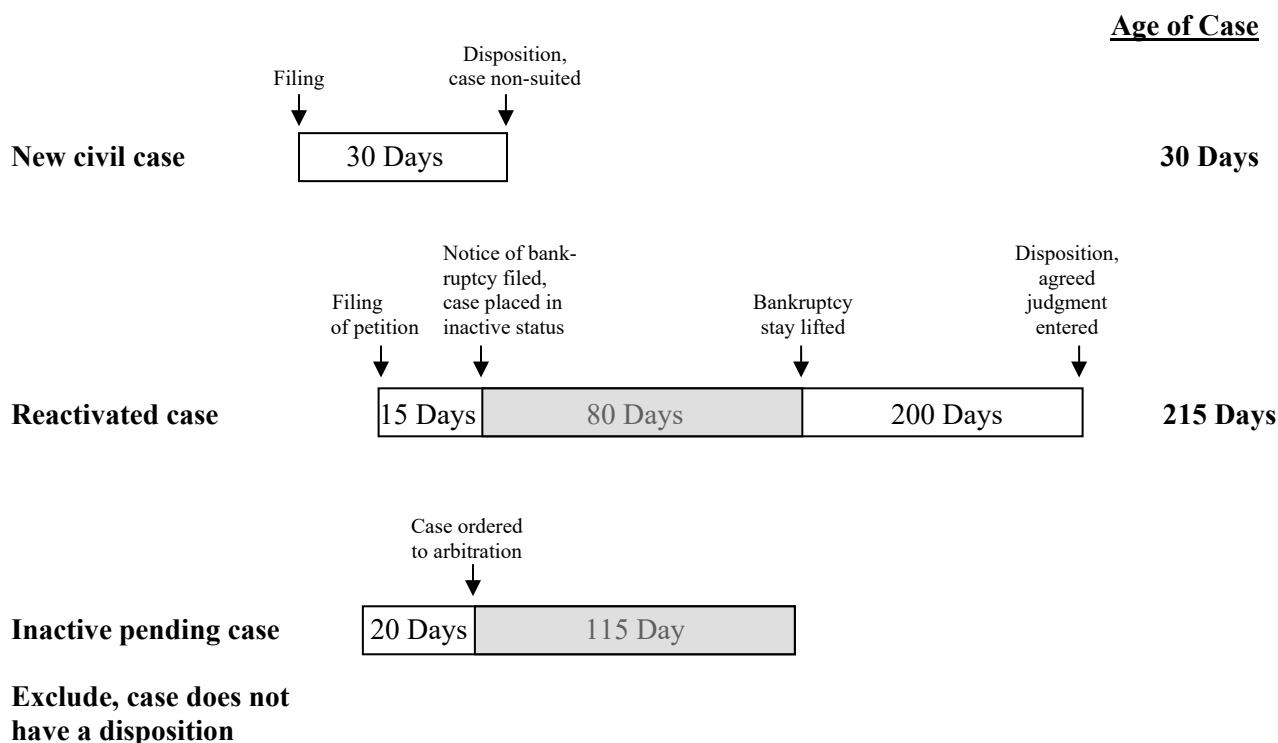 Age of Case
Disposition,
case non-suited
Filing
New civil case
30 Days
30 Days
Notice of bank-
ruptcy filed,
case placed in
inactive status
Disposition,
agreed
judgment
entered
Filing
of petition
Bankruptcy
stay lifted
Reactivated case
15 Days
80 Days
200 Days
215 Days
Case ordered
to arbitration
Inactive pending case
20 Days
115 Day
Exclude, case does not
have a disposition